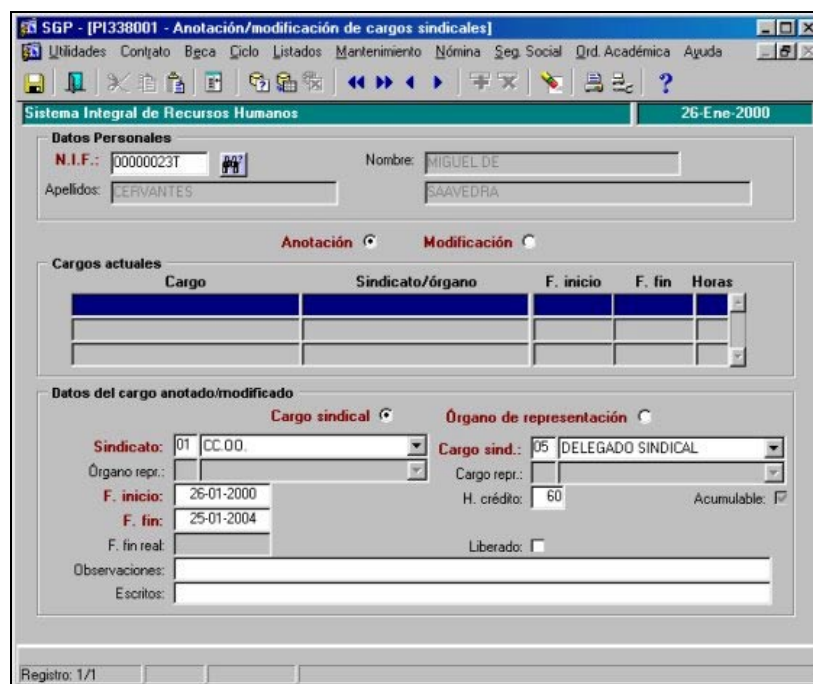 SGP - [PI338001 - Anotación/modificación de cargos sindicales]
Utilidades Contrato Beca Ciclo Listados Mantenimiento Nómina Seg. Social Ord. Académica Ayuda
Sistema Integral de Recursos Humanos 26-Ene-2000
Datos Personales
N.I.F.: 00000023T Nombre: MIGUEL DE
Apellidos: CERVANTES SAAVEDRA
Anotación Modificación
Cargos actuales
Cargo Sindicato/órgano F. inicio F. fin Horas
Datos del cargo anotado/modificado
Cargo sindical Órgano de representación
Sindicato: 01 CC.OO. Cargo sind.: 05 DELEGADO SINDICAL
Órgano repr.: Cargo repr.:
F. inicio: 26-01-2000 H. crédito: 60 Acumulable:
F. fin: 25-01-2004
F. fin real: Liberado:
Observaciones:
Escritos:
Registro: 1/1